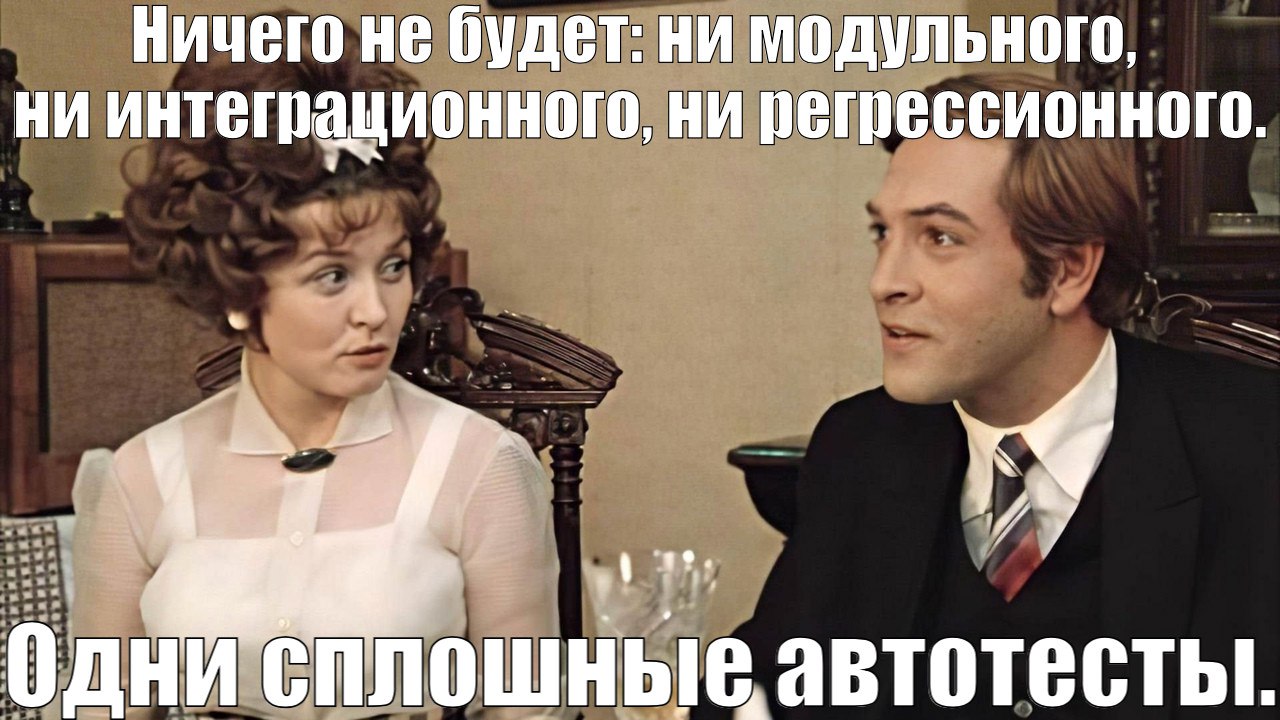 Ничего не будет: ни модульного,
ни интеграционного, ни регрессионного.
Одни сплошные автотесты.